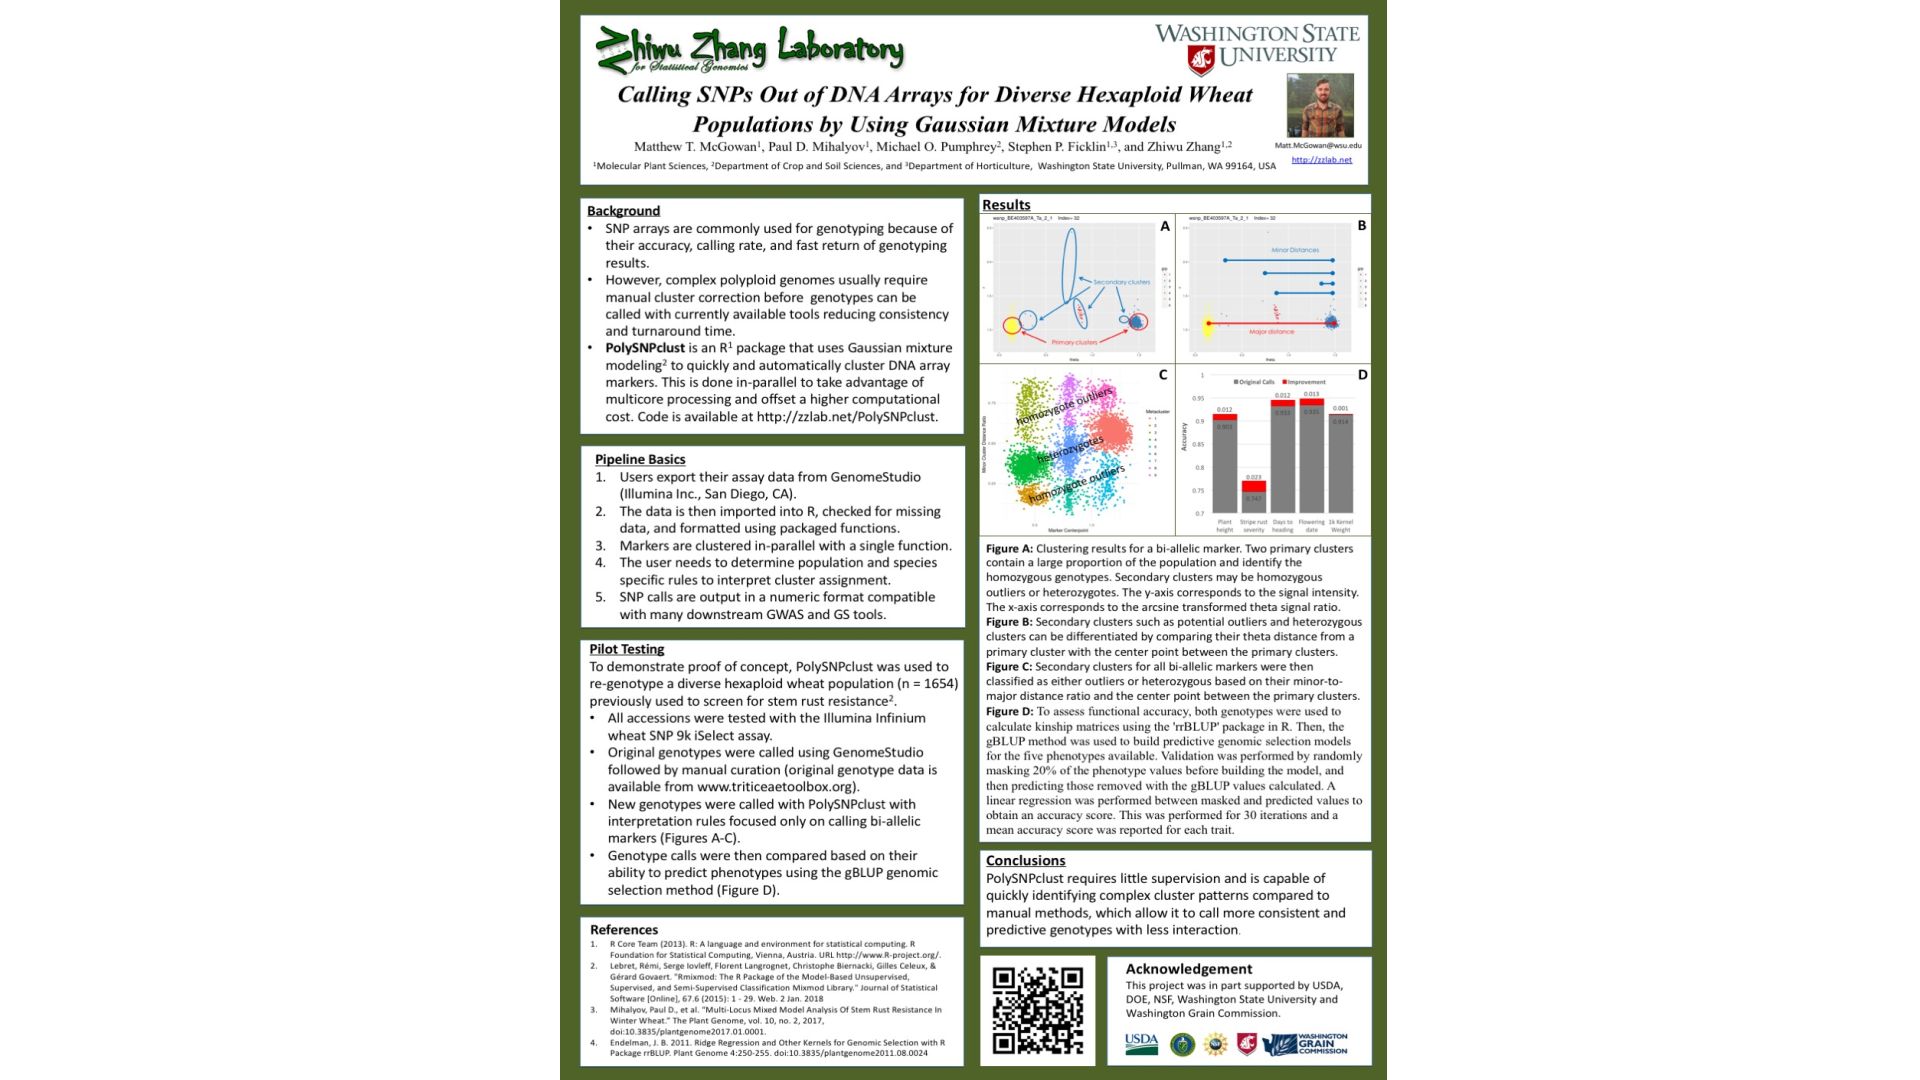 Zhiwu Zhang Laboratory
for Statistical Genomics
WASHINGTON STATE
UNIVERSITY
Calling SNPs Out of DNA Arrays for Diverse Hexaploid Wheat
Populations by Using Gaussian Mixture Models
Matthew T. McGowan¹, Paul D. Mihalyov¹, Michael O. Pumphrey², Stephen P. Ficklin¹,³, and Zhiwu Zhang¹,²
¹Molecular Plant Sciences, ²Department of Crop and Soil Sciences, and ³Department of Horticulture, Washington State University, Pullman, WA 99164, USA
Matt.McGowan@wsu.edu
http://zzlab.net
Background
• SNP arrays are commonly used for genotyping because of
their accuracy, calling rate, and fast return of genotyping
results.
• However, complex polyploid genomes usually require
manual cluster correction before genotypes can be
called with currently available tools reducing consistency
and turnaround time.
• PolySNPclust is an R¹ package that uses Gaussian mixture
modeling² to quickly and automatically cluster DNA array
markers. This is done in-parallel to take advantage of
multicore processing and offset a higher computational
cost. Code is available at http://zzlab.net/PolySNPclust.
Pipeline Basics
1. Users export their assay data from GenomeStudio
(Illumina Inc., San Diego, CA).
2. The data is then imported into R, checked for missing
data, and formatted using packaged functions.
3. Markers are clustered in-parallel with a single function.
4. The user needs to determine population and species
specific rules to interpret cluster assignment.
5. SNP calls are output in a numeric format compatible
with many downstream GWAS and GS tools.
Pilot Testing
To demonstrate proof of concept, PolySNPclust was used to
re-genotype a diverse hexaploid wheat population (n = 1654)
previously used to screen for stem rust resistance².
• All accessions were tested with the Illumina Infinium
wheat SNP 9k iSelect assay.
• Original genotypes were called using GenomeStudio
followed by manual curation (original genotype data is
available from www.triticeaetoolbox.org).
• New genotypes were called with PolySNPclust with
interpretation rules focused only on calling bi-allelic
markers (Figures A-C).
• Genotype calls were then compared based on their
ability to predict phenotypes using the gBLUP genomic
selection method (Figure D).
References
1. R Core Team (2013). R: A language and environment for statistical computing. R
Foundation for Statistical Computing, Vienna, Austria. URL http://www.R-project.org/.
2. Lebret, Rémi, Serge Iovleff, Florent Langrognet, Christophe Biernacki, Gilles Celeux, &
Gérard Govaert. "Rmixmod: The R Package of the Model-Based Unsupervised,
Supervised, and Semi-Supervised Classification Mixmod Library." Journal of Statistical
Software [Online], 67.6 (2015): 1 - 29. Web. 2 Jan. 2018
3. Mihalyov, Paul D., et al. "Multi-Locus Mixed Model Analysis Of Stem Rust Resistance In
Winter Wheat." The Plant Genome, vol. 10, no. 2, 2017,
doi:10.3835/plantgenome2017.01.0001.
4. Endelman, J. B. 2011. Ridge Regression and Other Kernels for Genomic Selection with R
Package rrBLUP. Plant Genome 4:250-255. doi:10.3835/plantgenome2011.08.0024
Results
wsnp_BE403597A_Ta_2_1 Index= 32
A
Secondary clusters
Primary clusters
theta
wsnp_BE403597A_Ta_2_1 Index= 32
B
Minor Distances
Major distance
theta
C
homozygote outliers
heterozygotes
homozygote outliers
Metacluster
Minor Cluster Distance Ratio
Marker Centerpoint
D
Original Calls Improvement
Accuracy
1
0.95
0.9
0.85
0.8
0.75
0.7
0.012
0.023
0.012
0.013
0.001
0.903
0.747
0.933
0.935
0.914
Plant height
Stripe rust severity
Days to heading
Flowering date
1k Kernel Weight
Figure A: Clustering results for a bi-allelic marker. Two primary clusters
contain a large proportion of the population and identify the
homozygous genotypes. Secondary clusters may be homozygous
outliers or heterozygotes. The y-axis corresponds to the signal intensity.
The x-axis corresponds to the arcsine transformed theta signal ratio.
Figure B: Secondary clusters such as potential outliers and heterozygous
clusters can be differentiated by comparing their theta distance from a
primary cluster with the center point between the primary clusters.
Figure C: Secondary clusters for all bi-allelic markers were then
classified as either outliers or heterozygous based on their minor-to-
major distance ratio and the center point between the primary clusters.
Figure D: To assess functional accuracy, both genotypes were used to
calculate kinship matrices using the 'rrBLUP' package in R. Then, the
gBLUP method was used to build predictive genomic selection models
for the five phenotypes available. Validation was performed by randomly
masking 20% of the phenotype values before building the model, and
then predicting those removed with the gBLUP values calculated. A
linear regression was performed between masked and predicted values to
obtain an accuracy score. This was performed for 30 iterations and a
mean accuracy score was reported for each trait.
Conclusions
PolySNPclust requires little supervision and is capable of
quickly identifying complex cluster patterns compared to
manual methods, which allow it to call more consistent and
predictive genotypes with less interaction.
Acknowledgement
This project was in part supported by USDA,
DOE, NSF, Washington State University and
Washington Grain Commission.
USDA
NSF
WASHINGTON
GRAIN
COMMISSION